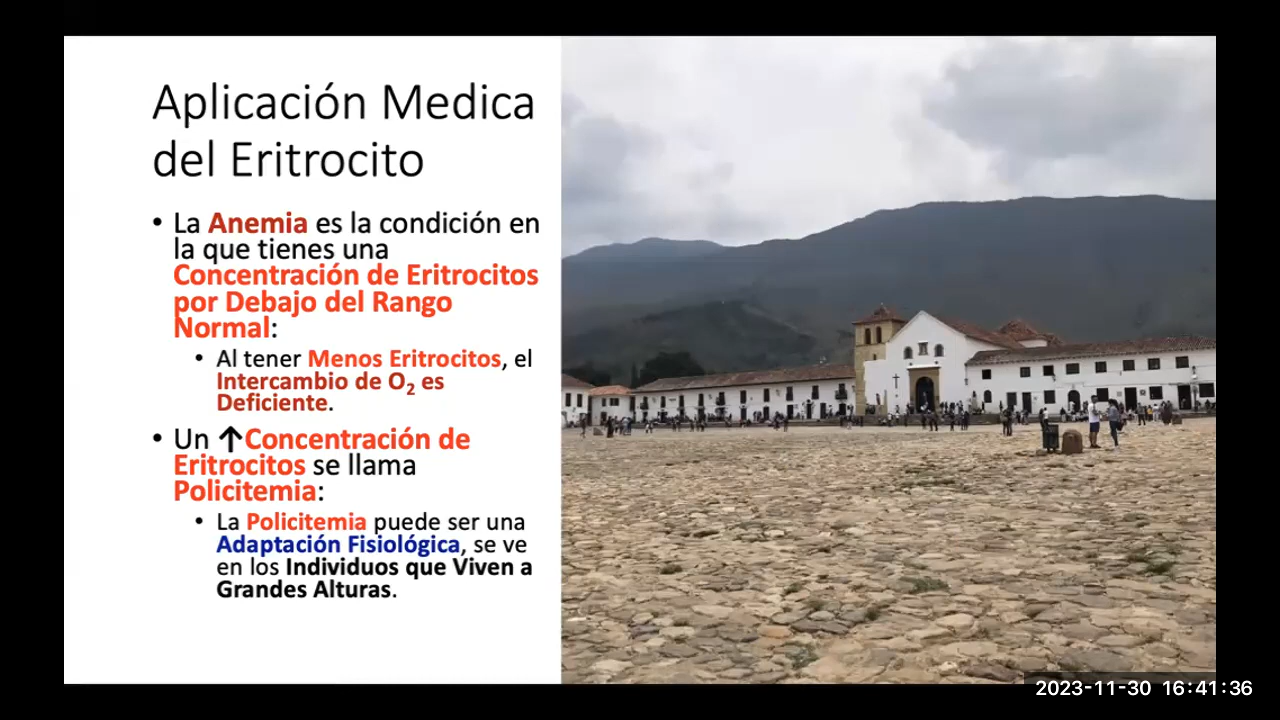 Aplicación Medica
del Eritrocito
• La Anemia es la condición en
la que tienes una
Concentración de Eritrocitos
por Debajo del Rango
Normal:
• Al tener Menos Eritrocitos, el
Intercambio de O₂ es
Deficiente.
• Un ↑Concentración de
Eritrocitos se llama
Policitemia:
• La Policitemia puede ser una
Adaptación Fisiológica, se ve
en los Individuos que Viven a
Grandes Alturas.
2023-11-30 16:41:36